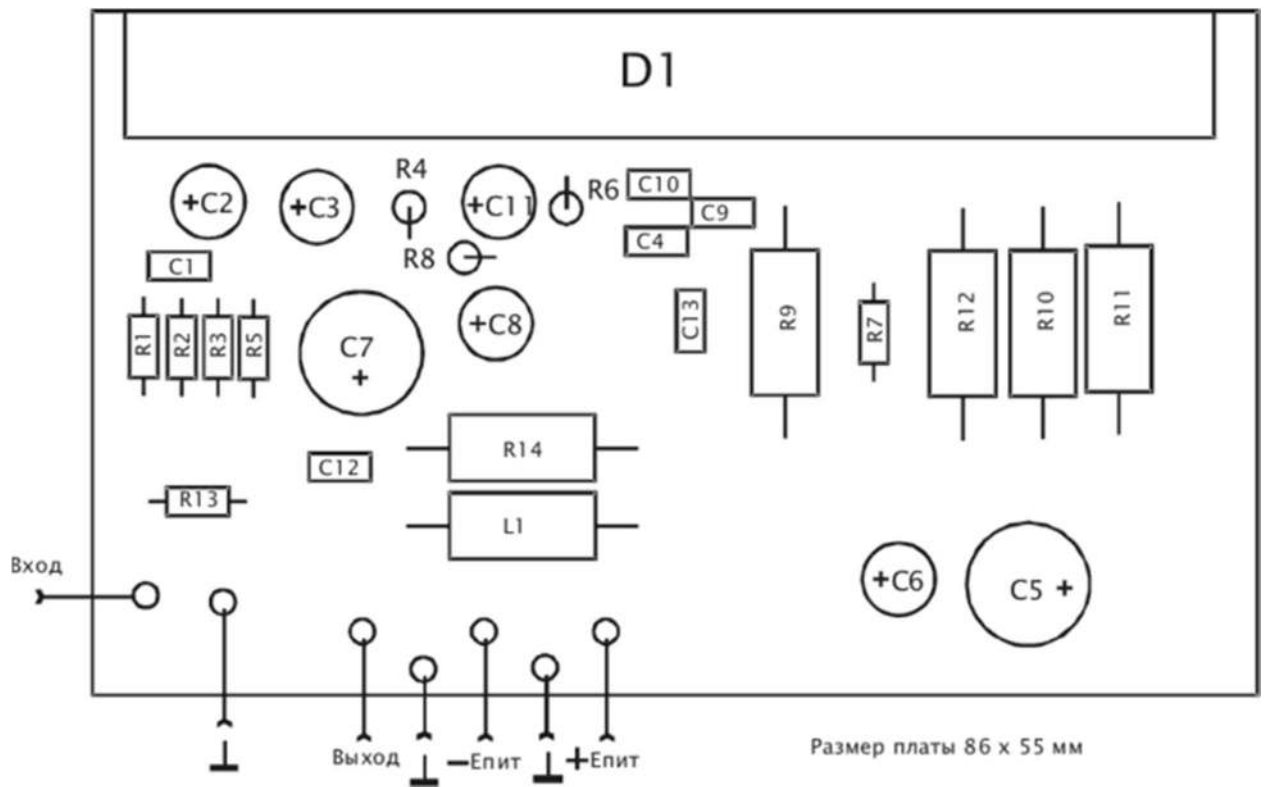 D1
R4
+C2
+C3
+C11
R6
C10
C9
C4
C1
R8
+C8
C13
R1
R2
R3
R5
C7
+
R9
R7
R12
R10
R11
R14
C12
R13
L1
Вход
+C6
C5 +
Выход
−Епит
+Епит
Размер платы 86 x 55 мм